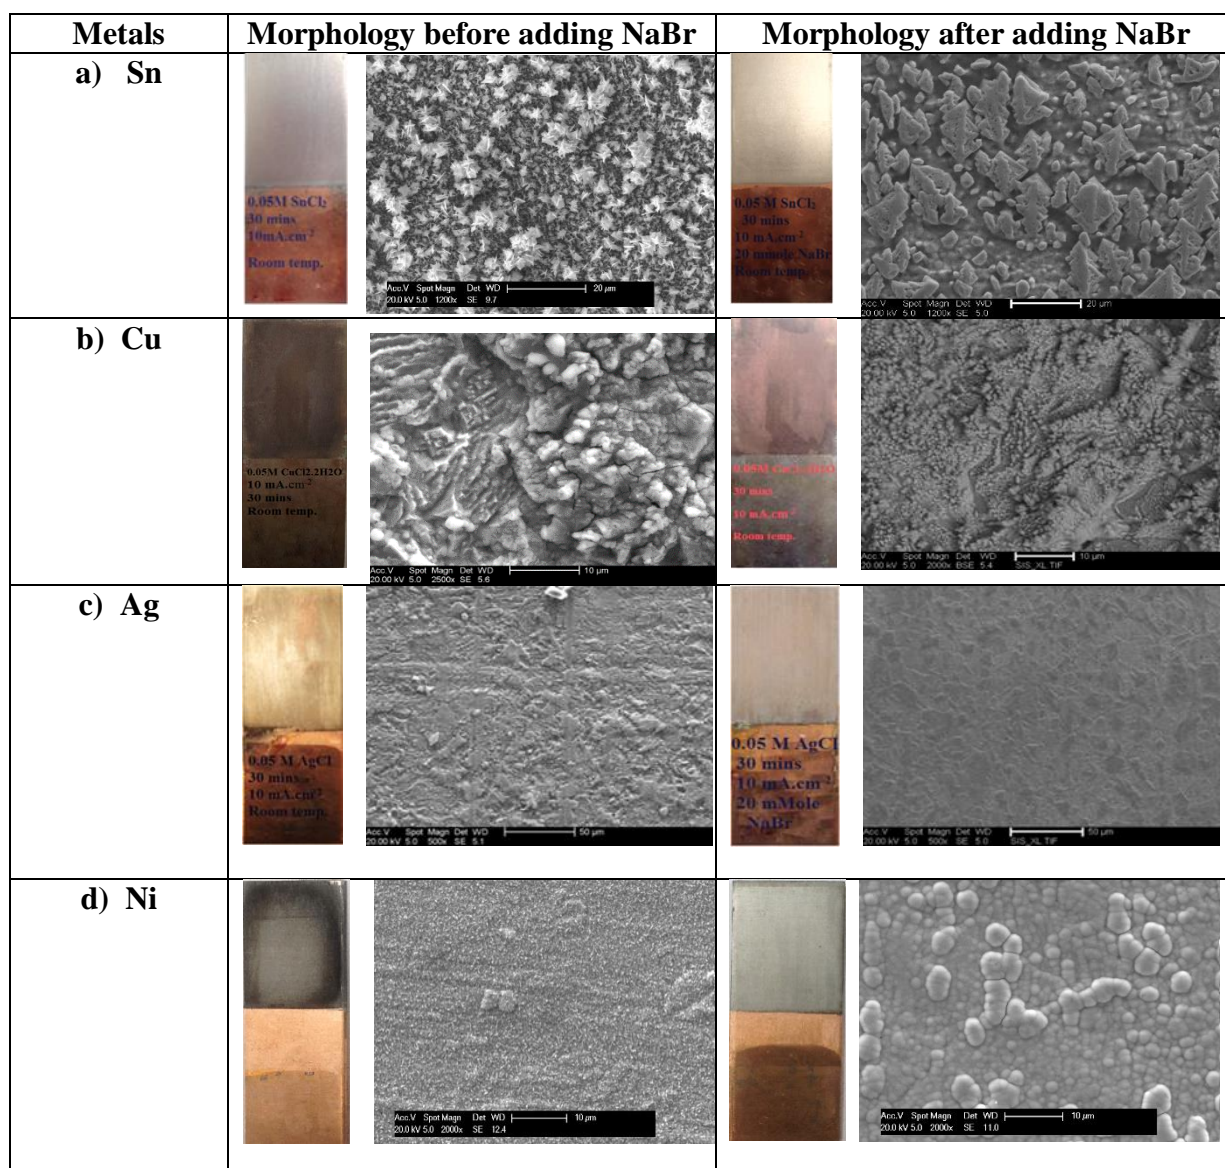 Metals
Morphology before adding NaBr
Morphology after adding NaBr
a) Sn
0.05M SnCl₂
30 mins
10mA.cm⁻²
Room temp.
Acc.V Spot Magn Det WD 20 µm
20.0 kV 5.0 1200x SE 9.7
0.05 M SnCl₂
30 mins
10 mA.cm⁻²
20 mmole NaBr
Room temp.
Acc.V Spot Magn Det WD 20 µm
20.00 kV 5.0 1200x SE 5.0
b) Cu
0.05M CuCl2.2H2O
10 mA.cm⁻²
30 mins
Room temp.
Acc.V Spot Magn Det WD 10 µm
20.00 kV 5.0 2500x SE 5.6
30 mins
10 mA.cm⁻²
Room temp.
Acc.V Spot Magn Det WD 10 µm
20.00 kV 5.0 2000x BSE 5.4 SIS_XL TIF
c) Ag
0.05 M AgCl
30 mins
10 mA.cm⁻²
Room temp.
Acc.V Spot Magn Det WD 50 µm
20.00 kV 5.0 500x SE 5.1
0.05 M AgCl
30 mins
10 mA.cm⁻²
20 mMole
NaBr
Acc.V Spot Magn Det WD 50 µm
20.00 kV 5.0 500x SE 5.0 SIS_XL TIF
d) Ni
Acc.V Spot Magn Det WD 10 µm
20.0 kV 5.0 2000x SE 12.4
Acc.V Spot Magn Det WD 10 µm
20.0 kV 5.0 2000x SE 11.0